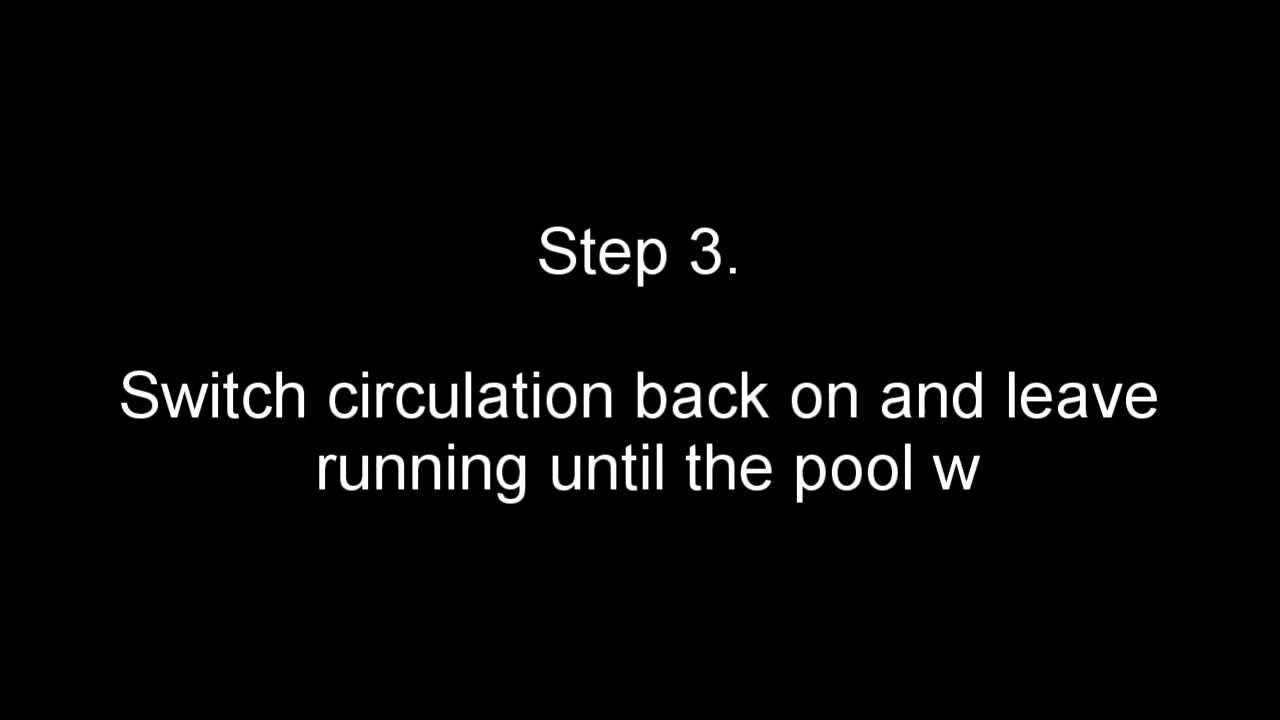 Step 3.
Switch circulation back on and leave
running until the pool w